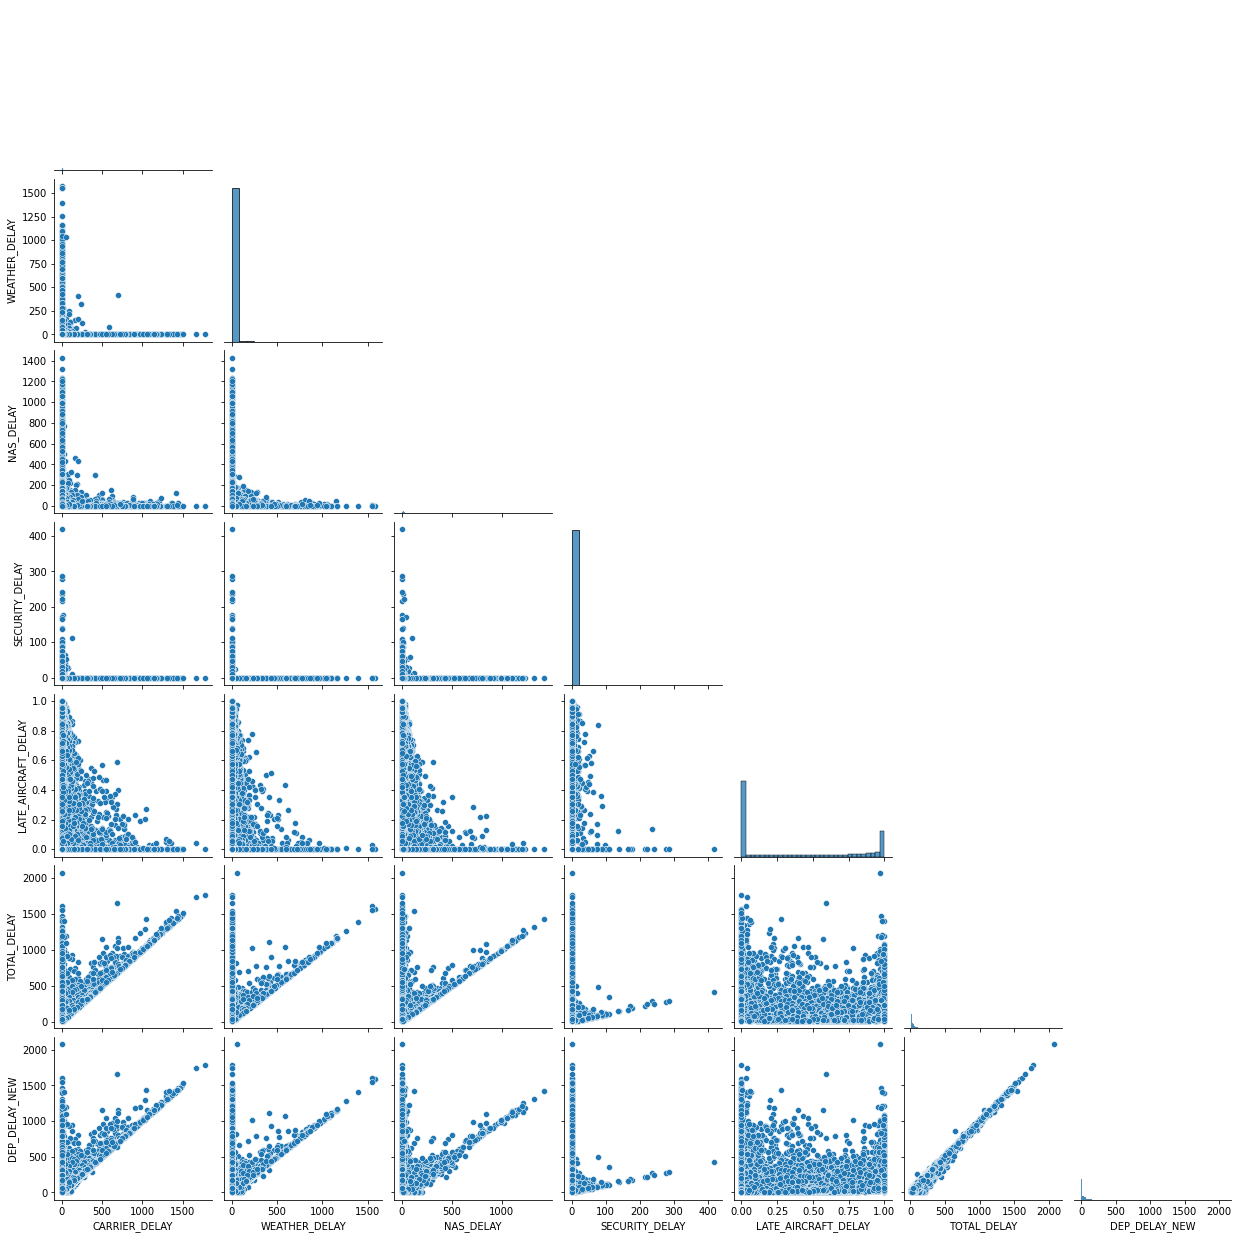 WEATHER_DELAY
1500
1250
1000
750
500
250
0
NAS_DELAY
1400
1200
1000
800
600
400
200
0
SECURITY_DELAY
400
300
200
100
0
LATE_AIRCRAFT_DELAY
1.0
0.8
0.6
0.4
0.2
0.0
TOTAL_DELAY
2000
1500
1000
500
0
DEP_DELAY_NEW
2000
1500
1000
500
0
0 500 1000 1500
0 500 1000 1500
0 500 1000
0 100 200 300 400
0.00 0.25 0.50 0.75 1.00
0 500 1000 1500 2000
0 500 1000 1500 2000
CARRIER_DELAY
WEATHER_DELAY
NAS_DELAY
SECURITY_DELAY
LATE_AIRCRAFT_DELAY
TOTAL_DELAY
DEP_DELAY_NEW